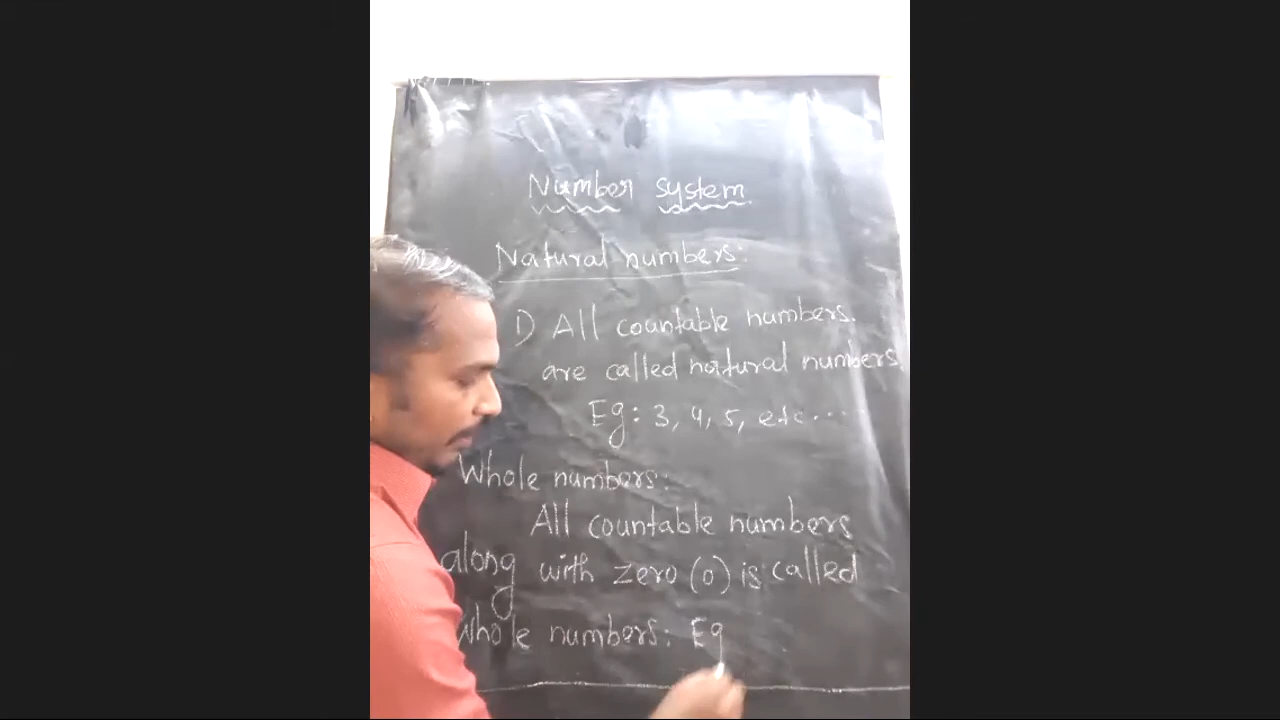 Number system
Natural numbers:
1) All countable numbers.
are called natural numbers.
Eg: 3, 4, 5, etc.....
Whole numbers:
All countable numbers
along with zero (0) is called
Whole numbers: Eg